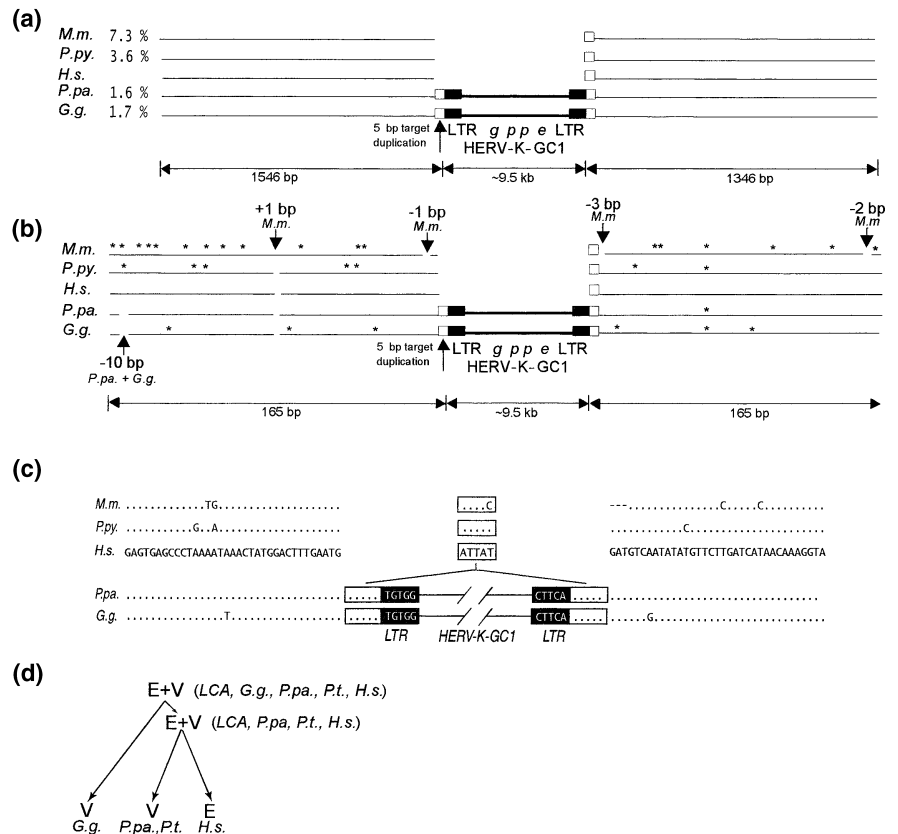 (a)
M.m. 7.3 %
P.py. 3.6 %
H.s.
P.pa. 1.6 %
G.g. 1.7 %
5 bp target
duplication
LTR g p p e LTR
HERV-K-GC1
1546 bp
~9.5 kb
1346 bp
(b)
+1 bp
M.m.
-1 bp
M.m.
-3 bp
M.m
-2 bp
M.m.
M.m. * * * * * * * * * * * * * * * * * *
P.py. * * * * * * *
H.s.
P.pa. *
G.g. * * * * * *
-10 bp
P.pa. + G.g.
5 bp target
duplication
LTR g p p e LTR
HERV-K-GC1
165 bp
~9.5 kb
165 bp
(c)
M.m. .............TG.................... ....C ---................C.....C..........
P.py. ...........G..A.................... ..... ............C......................
H.s. GAGTGAGCCCTAAAATAAACTATGGACTTTGAATG ATTAT GATGTCAATATATGTTCTTGATCATAACAAAGGTA
P.pa. ................................... ..... TGTGG CTTCA ..... ...................................
G.g. ................T.................. ..... TGTGG CTTCA ..... ......G............................
LTR HERV-K-GC1 LTR
(d)
E+V (LCA, G.g., P.pa., P.t., H.s.)
E+V (LCA, P.pa, P.t., H.s.)
V V E
G.g. P.pa.,P.t. H.s.